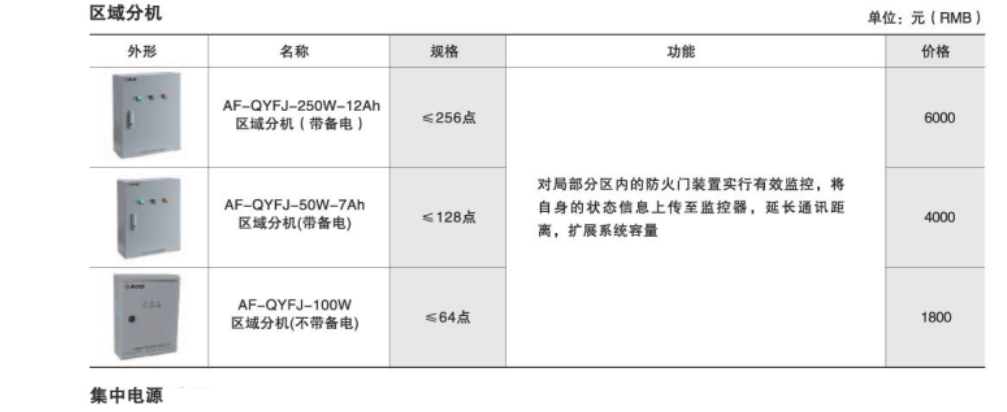 区域分机
单位：元（RMB）
外形 名称 规格 功能 价格
AF-QYFJ-250W-12Ah
区域分机（带备电）
≤256点
6000
对局部分区内的防火门装置实行有效监控，将
自身的状态信息上传至监控器，延长通讯距
离，扩展系统容量
AF-QYFJ-50W-7Ah
区域分机(带备电)
≤128点
4000
AF-QYFJ-100W
区域分机(不带备电)
≤64点
1800
集中电源